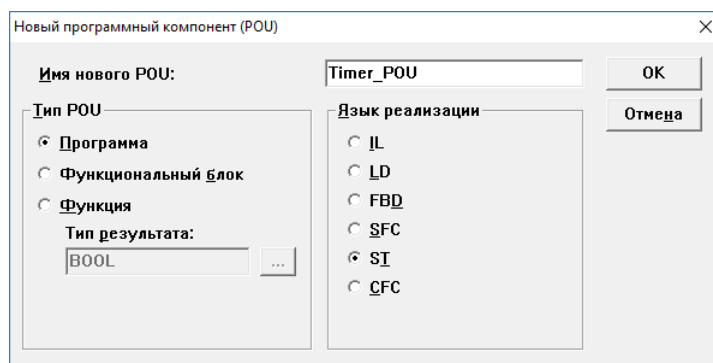 Новый программный компонент (POU)
Имя нового POU:
Timer_POU
OK
Отмена
Тип POU
Программа
Функциональный блок
Функция
Тип результата:
BOOL
...
Язык реализации
IL
LD
FBD
SFC
ST
CFC